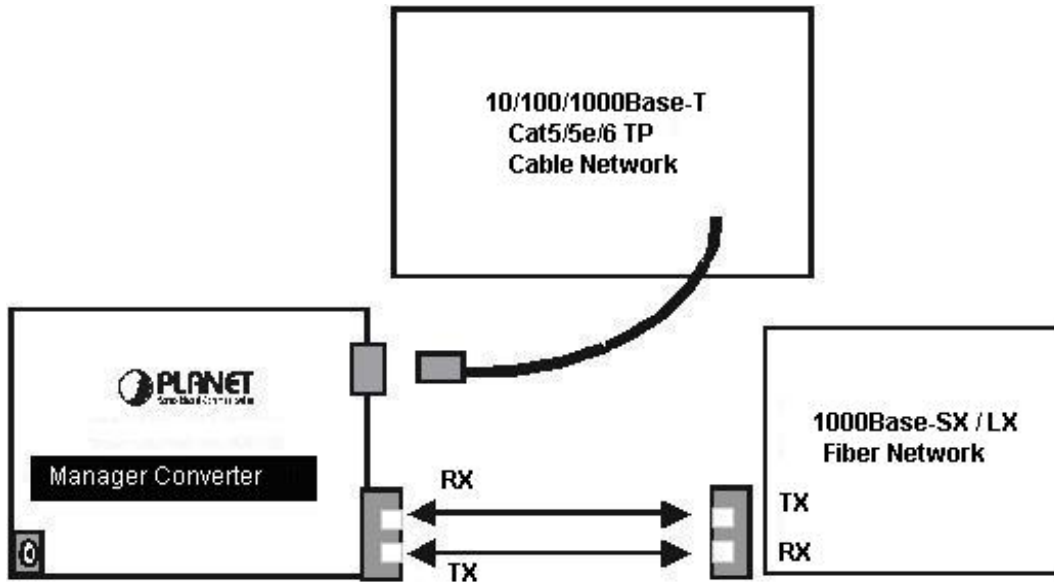 10/100/1000Base-T
Cat5/5e/6 TP
Cable Network
PLANET
Manager Converter
1000Base-SX / LX
Fiber Network
RX
TX
TX
RX